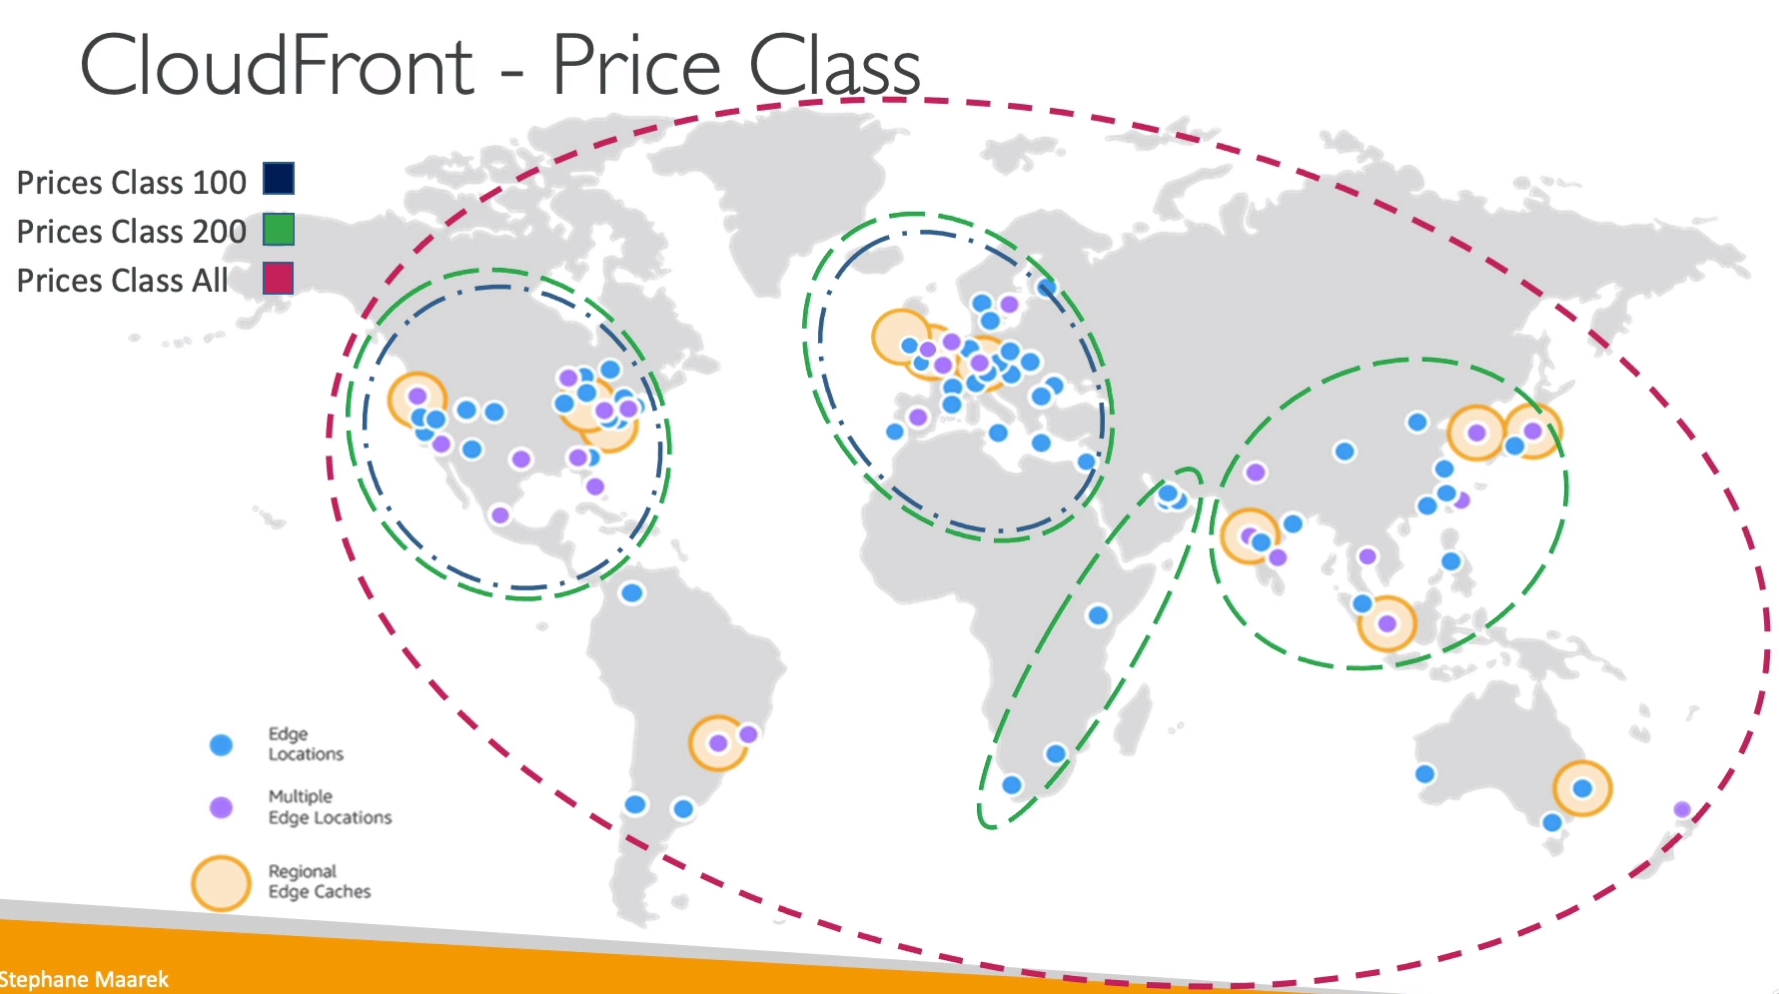 CloudFront - Price Class
Prices Class 100
Prices Class 200
Prices Class All
Edge
Locations
Multiple
Edge Locations
Regional
Edge Caches
Stephane Maarek